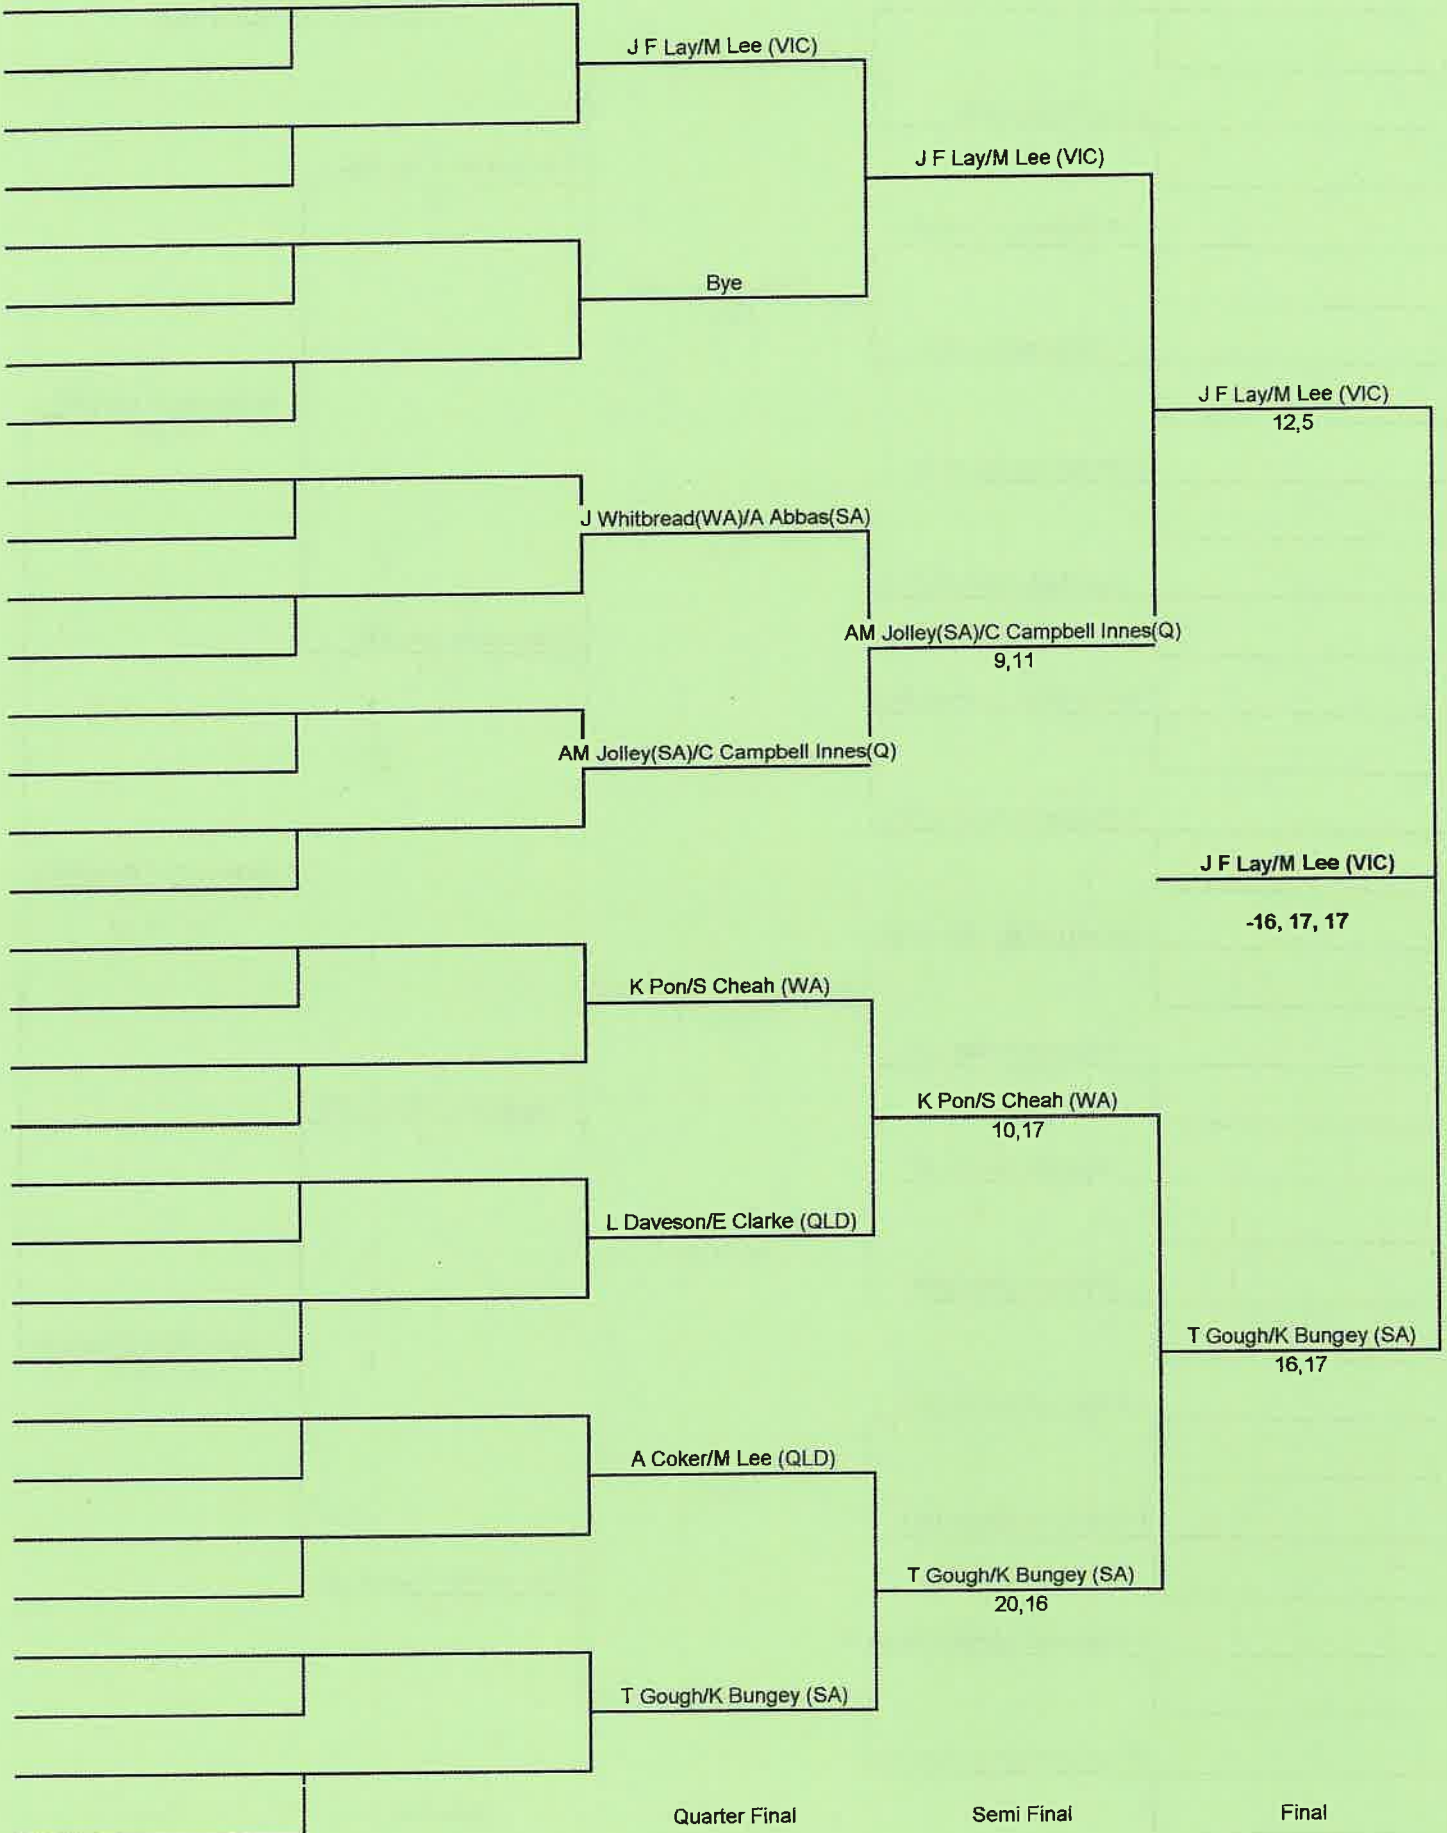 J F Lay/M Lee (VIC)
J F Lay/M Lee (VIC)
Bye
J F Lay/M Lee (VIC)
12,5
J Whitbread(WA)/A Abbas(SA)
AM Jolley(SA)/C Campbell Innes(Q)
9,11
AM Jolley(SA)/C Campbell Innes(Q)
J F Lay/M Lee (VIC)
-16, 17, 17
K Pon/S Cheah (WA)
K Pon/S Cheah (WA)
10,17
L Daveson/E Clarke (QLD)
T Gough/K Bungey (SA)
16,17
A Coker/M Lee (QLD)
T Gough/K Bungey (SA)
20,16
T Gough/K Bungey (SA)
Quarter Final Semi Final Final